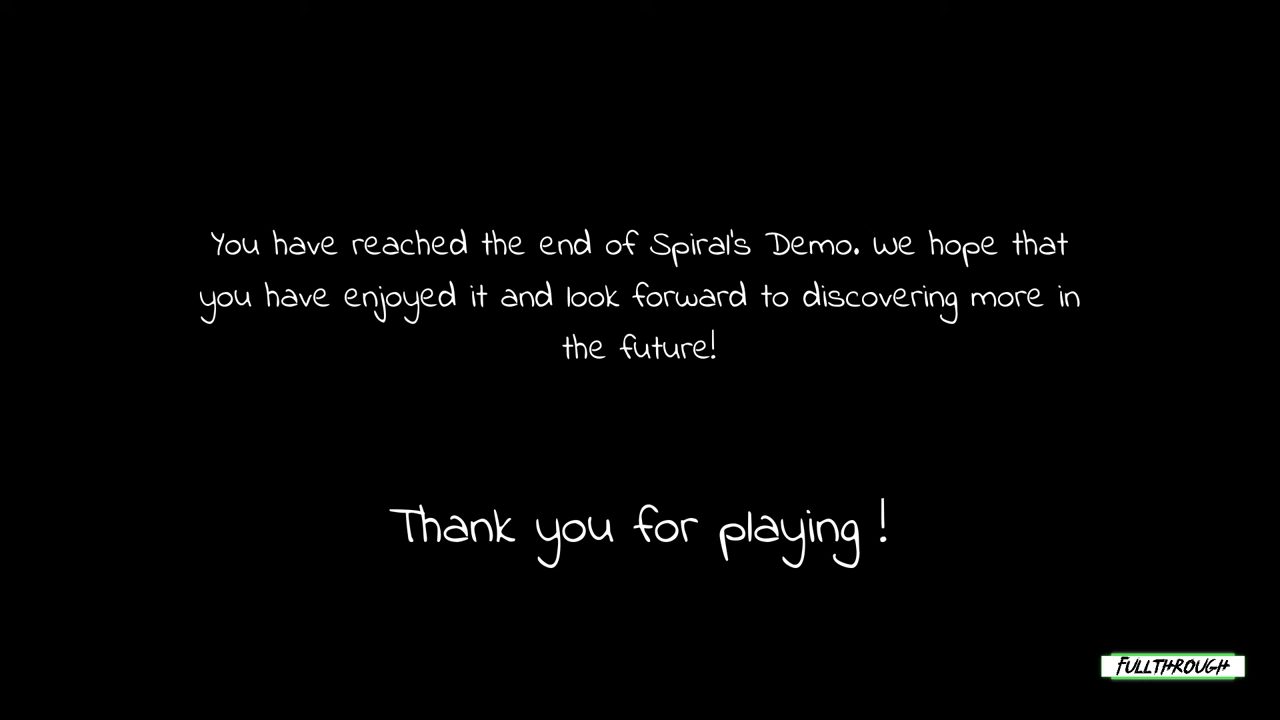 You have reached the end of Spiral's Demo. We hope that
you have enjoyed it and look forward to discovering more in
the future!
Thank you for playing !
FULLTHROUGH